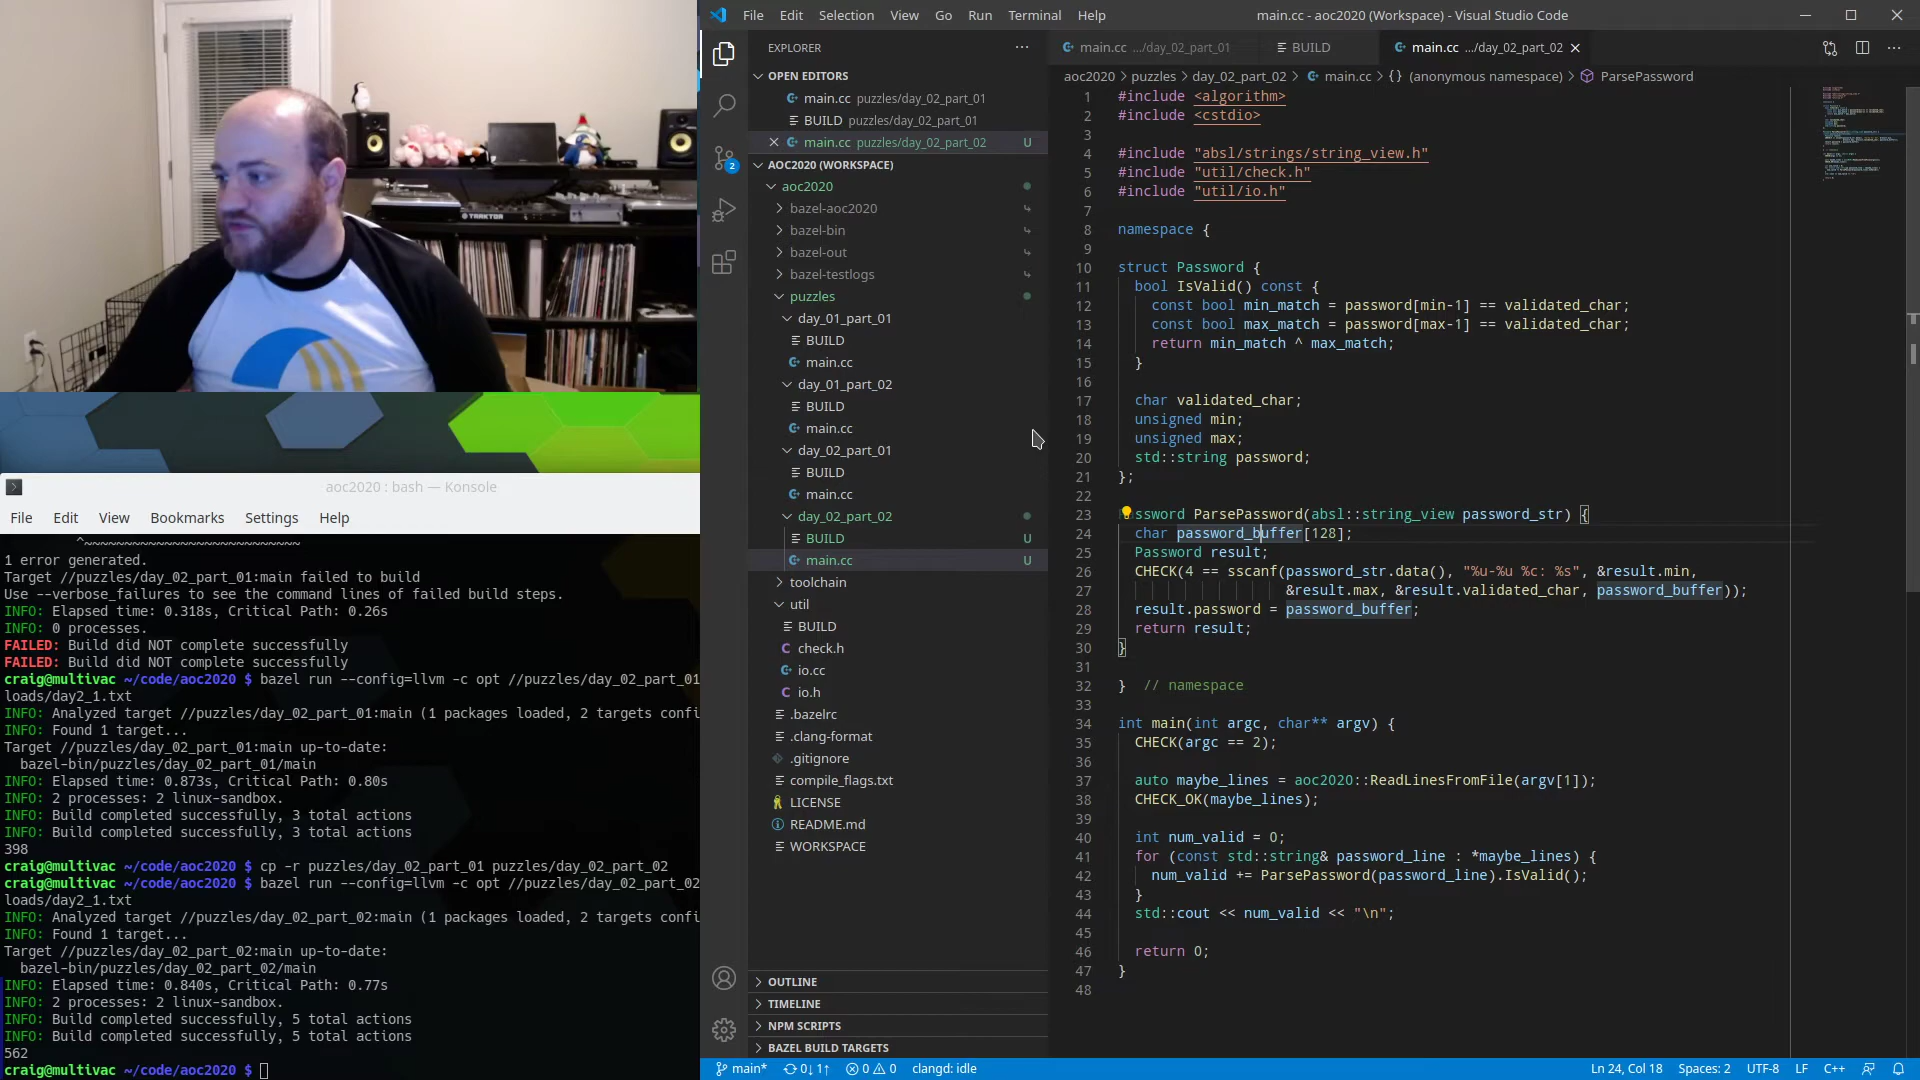 TRAKTOR
aoc2020 : bash — Konsole
File Edit View Bookmarks Settings Help
^~~~~~~~~~~~~~~~~~~~~~~~~~~
1 error generated.
Target //puzzles/day_02_part_01:main failed to build
Use --verbose_failures to see the command lines of failed build steps.
INFO: Elapsed time: 0.318s, Critical Path: 0.26s
INFO: 0 processes.
FAILED: Build did NOT complete successfully
FAILED: Build did NOT complete successfully
craig@multivac ~/code/aoc2020 $ bazel run --config=llvm -c opt //puzzles/day_02_part_01
loads/day2_1.txt
INFO: Analyzed target //puzzles/day_02_part_01:main (1 packages loaded, 2 targets confi
INFO: Found 1 target...
Target //puzzles/day_02_part_01:main up-to-date:
bazel-bin/puzzles/day_02_part_01/main
INFO: Elapsed time: 0.873s, Critical Path: 0.80s
INFO: 2 processes: 2 linux-sandbox.
INFO: Build completed successfully, 3 total actions
INFO: Build completed successfully, 3 total actions
398
craig@multivac ~/code/aoc2020 $ cp -r puzzles/day_02_part_01 puzzles/day_02_part_02
craig@multivac ~/code/aoc2020 $ bazel run --config=llvm -c opt //puzzles/day_02_part_02
loads/day2_1.txt
INFO: Analyzed target //puzzles/day_02_part_02:main (1 packages loaded, 2 targets confi
INFO: Found 1 target...
Target //puzzles/day_02_part_02:main up-to-date:
bazel-bin/puzzles/day_02_part_02/main
INFO: Elapsed time: 0.840s, Critical Path: 0.77s
INFO: 2 processes: 2 linux-sandbox.
INFO: Build completed successfully, 5 total actions
INFO: Build completed successfully, 5 total actions
562
craig@multivac ~/code/aoc2020 $
File Edit Selection View Go Run Terminal Help
main.cc - aoc2020 (Workspace) - Visual Studio Code
EXPLORER
OPEN EDITORS
main.cc puzzles/day_02_part_01
BUILD puzzles/day_02_part_01
main.cc puzzles/day_02_part_02 U
2
AOC2020 (WORKSPACE)
aoc2020
bazel-aoc2020
bazel-bin
bazel-out
bazel-testlogs
puzzles
day_01_part_01
BUILD
main.cc
day_01_part_02
BUILD
main.cc
day_02_part_01
BUILD
main.cc
day_02_part_02
BUILD U
main.cc U
toolchain
util
BUILD
check.h
io.cc
io.h
.bazelrc
.clang-format
.gitignore
compile_flags.txt
LICENSE
README.md
WORKSPACE
OUTLINE
TIMELINE
NPM SCRIPTS
BAZEL BUILD TARGETS
main.cc .../day_02_part_01 BUILD main.cc .../day_02_part_02
aoc2020 > puzzles > day_02_part_02 > main.cc > {} (anonymous namespace) > ParsePassword
1 #include <algorithm>
2 #include <cstdio>
3
4 #include "absl/strings/string_view.h"
5 #include "util/check.h"
6 #include "util/io.h"
7
8 namespace {
9
10 struct Password {
11 bool IsValid() const {
12 const bool min_match = password[min-1] == validated_char;
13 const bool max_match = password[max-1] == validated_char;
14 return min_match ^ max_match;
15 }
16
17 char validated_char;
18 unsigned min;
19 unsigned max;
20 std::string password;
21 };
22
23 ssword ParsePassword(absl::string_view password_str) {
24 char password_buffer[128];
25 Password result;
26 CHECK(4 == sscanf(password_str.data(), "%u-%u %c: %s", &result.min,
27 &result.max, &result.validated_char, password_buffer));
28 result.password = password_buffer;
29 return result;
30 }
31
32 } // namespace
33
34 int main(int argc, char** argv) {
35 CHECK(argc == 2);
36
37 auto maybe_lines = aoc2020::ReadLinesFromFile(argv[1]);
38 CHECK_OK(maybe_lines);
39
40 int num_valid = 0;
41 for (const std::string& password_line : *maybe_lines) {
42 num_valid += ParsePassword(password_line).IsValid();
43 }
44 std::cout << num_valid << "\n";
45
46 return 0;
47 }
48
main* 0↓ 1↑ 0 0 clangd: idle
Ln 24, Col 18 Spaces: 2 UTF-8 LF C++